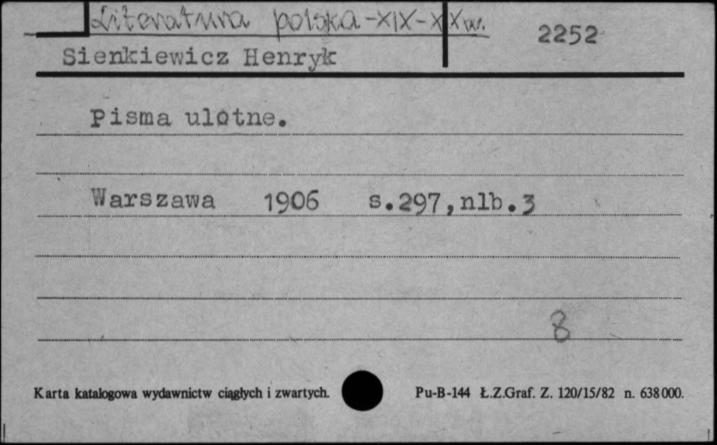 Literatura polska-XIX-XXw.
2252
Sienkiewicz Henryk
Pisma ulotne.
Warszawa 1906 s.297,nlb.3
8
Karta katalogowa wydawnictw ciągłych i zwartych. Pu-B-144 Ł.Z.Graf. Z. 120/15/82 n. 638000.